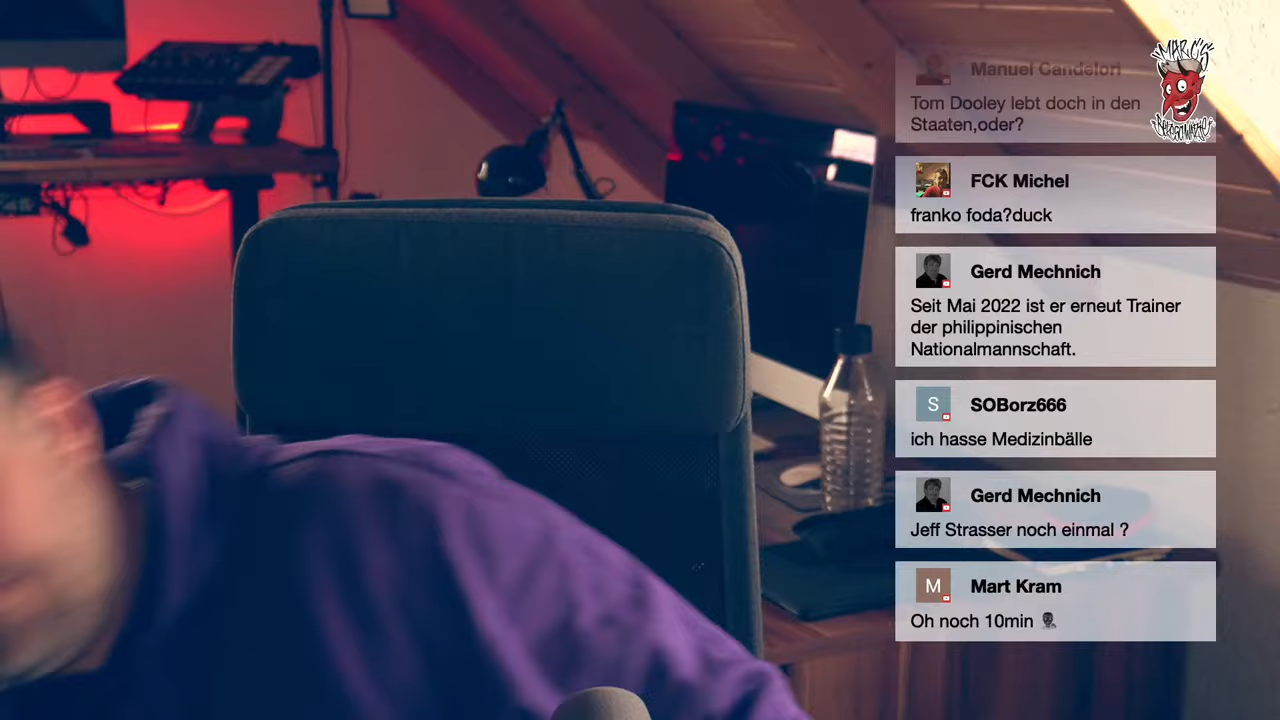 MARC'S
Manuel Candelori
Tom Dooley lebt doch in den
Staaten,oder?
FCK Michel
franko foda?duck
Gerd Mechnich
Seit Mai 2022 ist er erneut Trainer
der philippinischen
Nationalmannschaft.
S
SOBorz666
ich hasse Medizinbälle
Gerd Mechnich
Jeff Strasser noch einmal ?
M
Mart Kram
Oh noch 10min